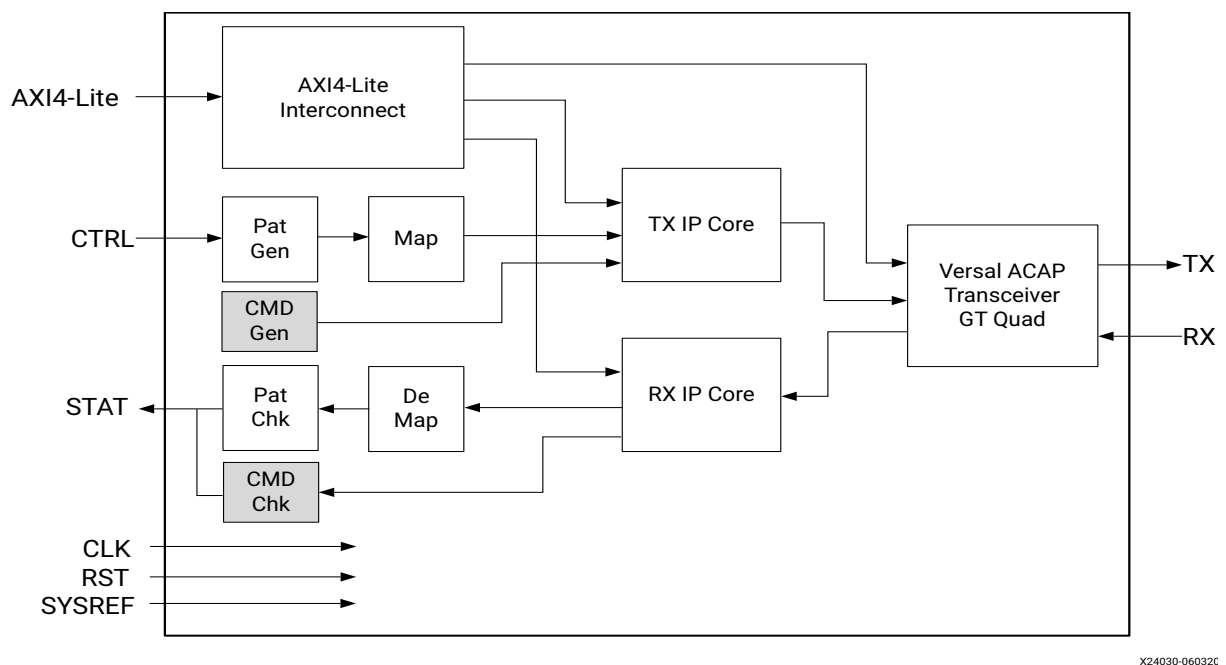 AXI4-Lite
AXI4-Lite
Interconnect
CTRL
Pat
Gen
Map
TX IP Core
CMD
Gen
Versal ACAP
Transceiver
GT Quad
TX
RX
STAT
Pat
Chk
De
Map
RX IP Core
CMD
Chk
CLK
RST
SYSREF
X24030-060320